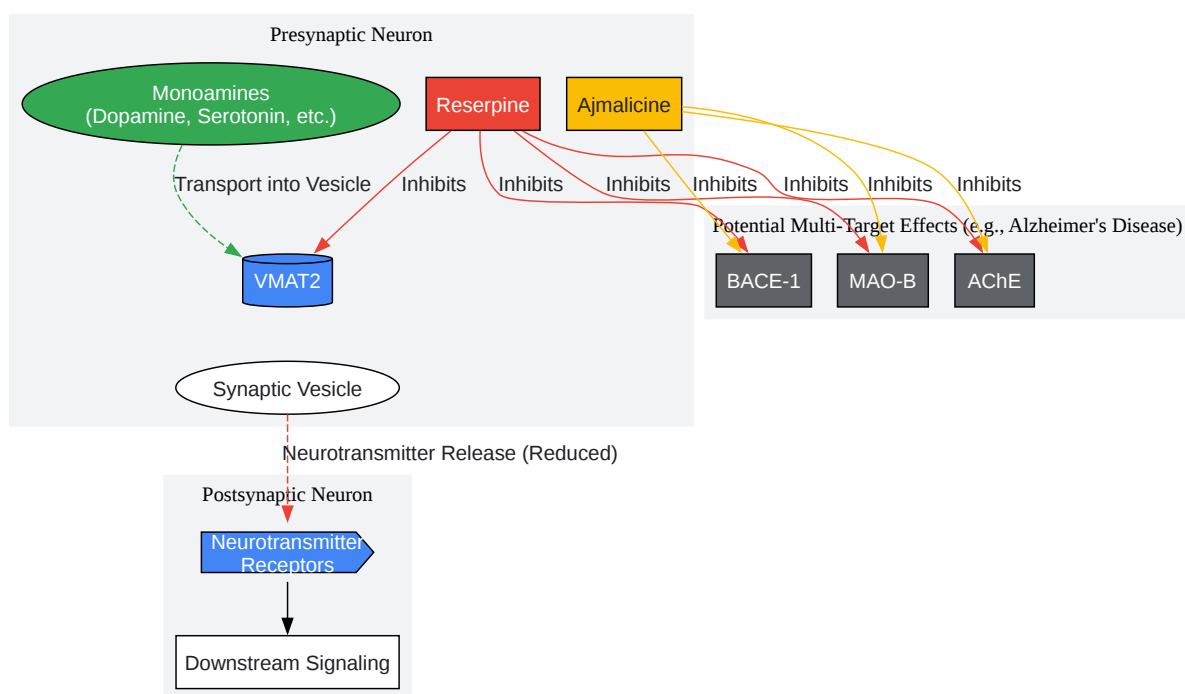 Presynaptic Neuron
Monoamines
(Dopamine, Serotonin, etc.)
Reserpine
Ajmalicine
Transport into Vesicle
Inhibits
Inhibits
Inhibits
Inhibits
Inhibits
Inhibits
Inhibits
Potential Multi-Target Effects (e.g., Alzheimer's Disease)
VMAT2
BACE-1
MAO-B
AChE
Synaptic Vesicle
Neurotransmitter Release (Reduced)
Postsynaptic Neuron
Neurotransmitter
Receptors
Downstream Signaling